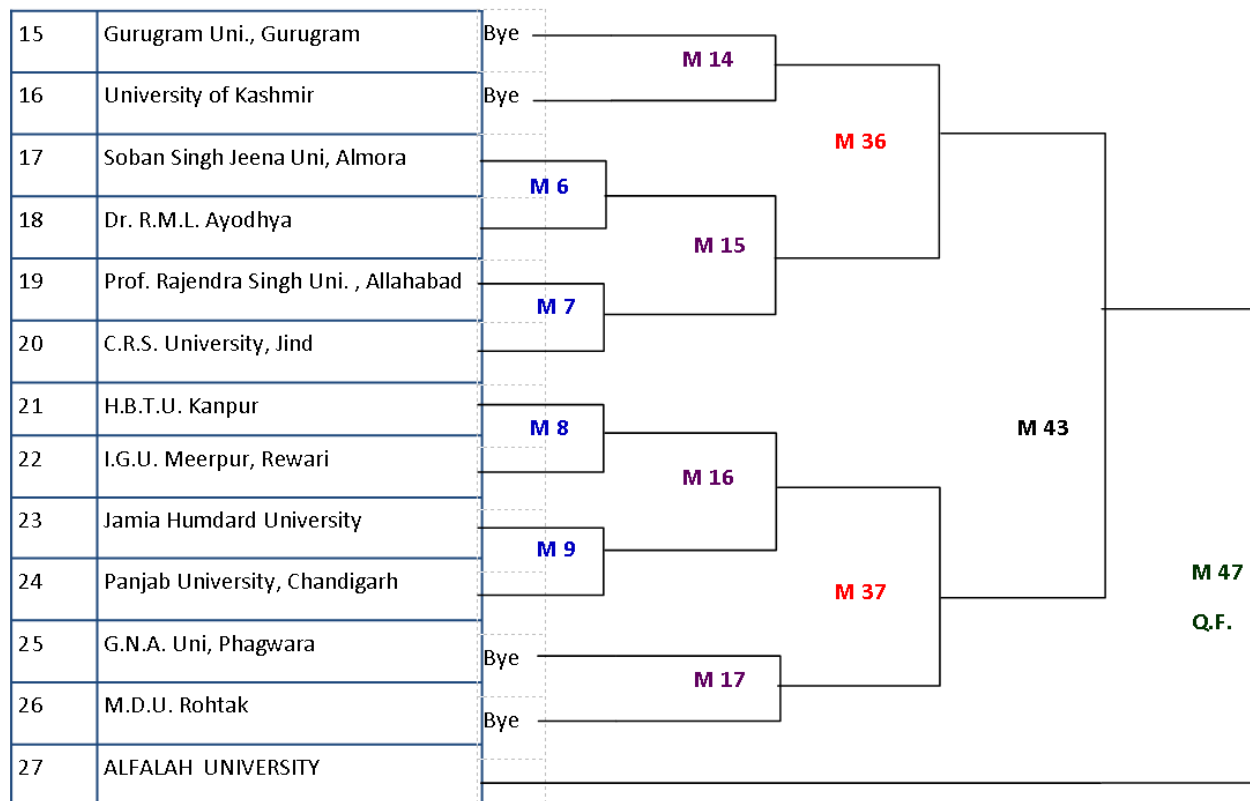 15 Gurugram Uni., Gurugram Bye
M 14
16 University of Kashmir Bye
M 36
17 Soban Singh Jeena Uni, Almora
M 6
18 Dr. R.M.L. Ayodhya
M 15
19 Prof. Rajendra Singh Uni. , Allahabad
M 7
20 C.R.S. University, Jind
21 H.B.T.U. Kanpur
M 8
M 43
22 I.G.U. Meerpur, Rewari
M 16
23 Jamia Humdard University
M 9
24 Panjab University, Chandigarh
M 37
M 47
Q.F.
25 G.N.A. Uni, Phagwara Bye
M 17
26 M.D.U. Rohtak Bye
27 ALFALAH UNIVERSITY